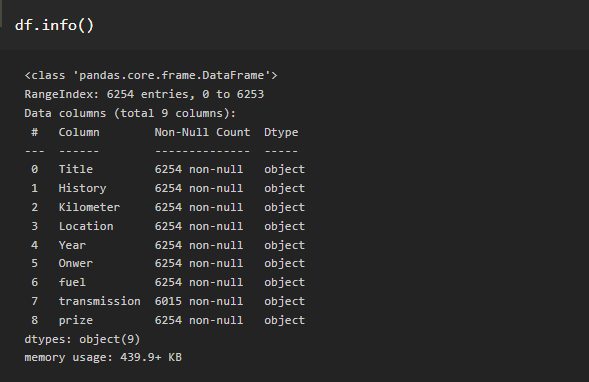 df.info()
<class 'pandas.core.frame.DataFrame'>
RangeIndex: 6254 entries, 0 to 6253
Data columns (total 9 columns):
 #   Column        Non-Null Count  Dtype
---  ------        --------------  -----
 0   Title         6254 non-null   object
 1   History       6254 non-null   object
 2   Kilometer     6254 non-null   object
 3   Location      6254 non-null   object
 4   Year          6254 non-null   object
 5   Onwer         6254 non-null   object
 6   fuel          6254 non-null   object
 7   transmission  6015 non-null   object
 8   prize         6254 non-null   object
dtypes: object(9)
memory usage: 439.9+ KB